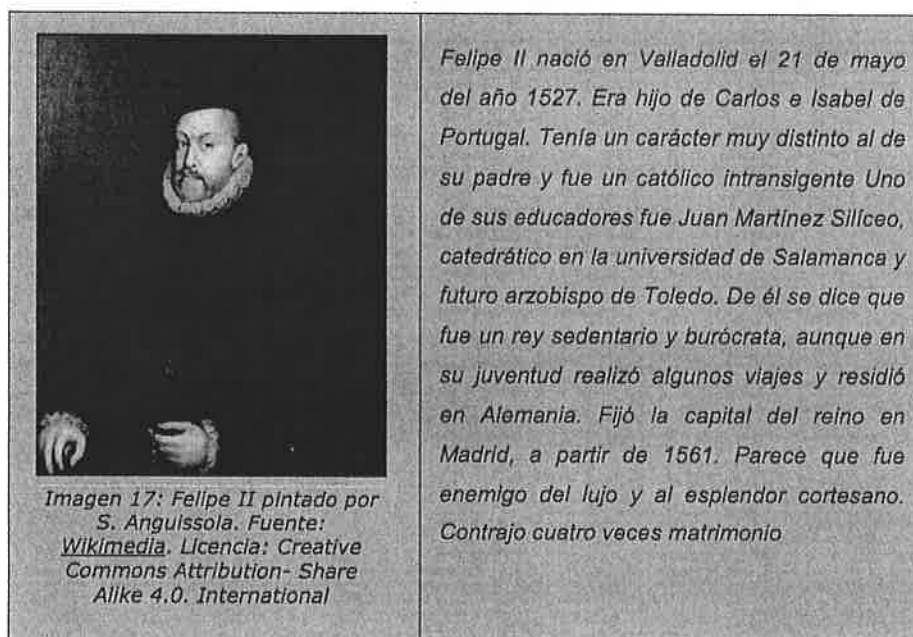 Felipe II nació en Valladolid el 21 de mayo
del año 1527. Era hijo de Carlos e Isabel de
Portugal. Tenía un carácter muy distinto al de
su padre y fue un católico intransigente Uno
de sus educadores fue Juan Martínez Silíceo,
catedrático en la universidad de Salamanca y
futuro arzobispo de Toledo. De él se dice que
fue un rey sedentario y burócrata, aunque en
su juventud realizó algunos viajes y residió
en Alemania. Fijó la capital del reino en
Madrid, a partir de 1561. Parece que fue
enemigo del lujo y al esplendor cortesano.
Contrajo cuatro veces matrimonio
Imagen 17: Felipe II pintado por
S. Anguissola. Fuente:
Wikimedia. Licencia: Creative
Commons Attribution- Share
Alike 4.0. International